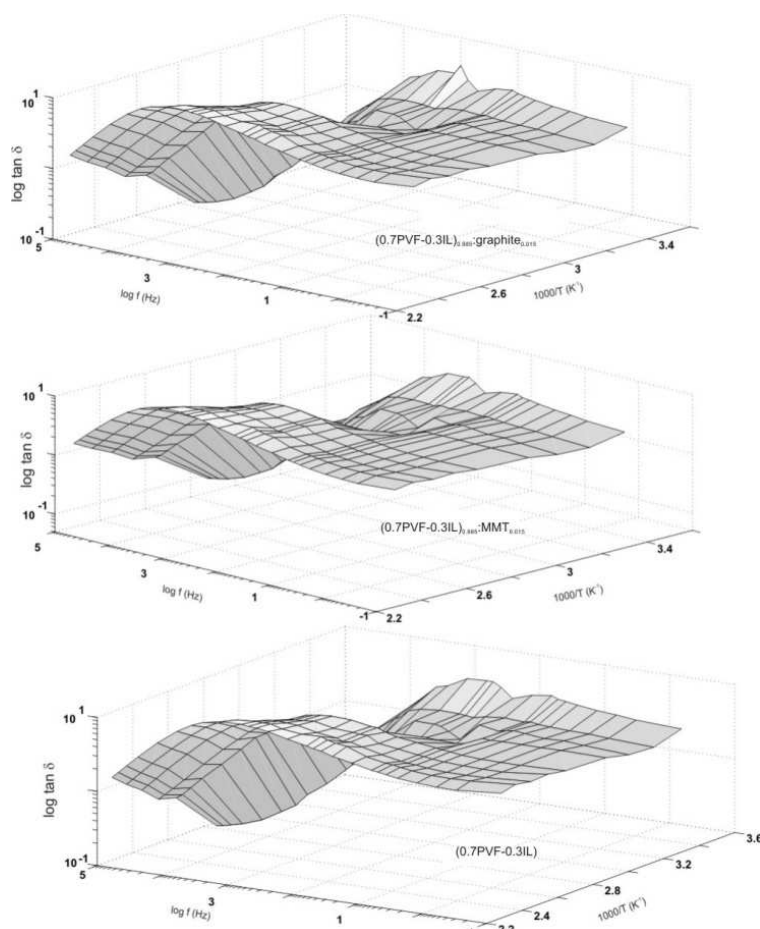 10^1
log tan δ
10^-1
5
3
1
-1
log f (Hz)
2.2
2.6
3
3.4
1000/T (K^-1)
(0.7PVF-0.3IL)0.985:graphite0.015
10^1
log tan δ
10^-1
5
3
1
-1
log f (Hz)
2.2
2.6
3
3.4
1000/T (K^-1)
(0.7PVF-0.3IL)0.985:MMT0.015
10^1
log tan δ
10^-1
5
3
1
log f (Hz)
2.4
2.8
3.2
3.6
1000/T (K^-1)
(0.7PVF-0.3IL)